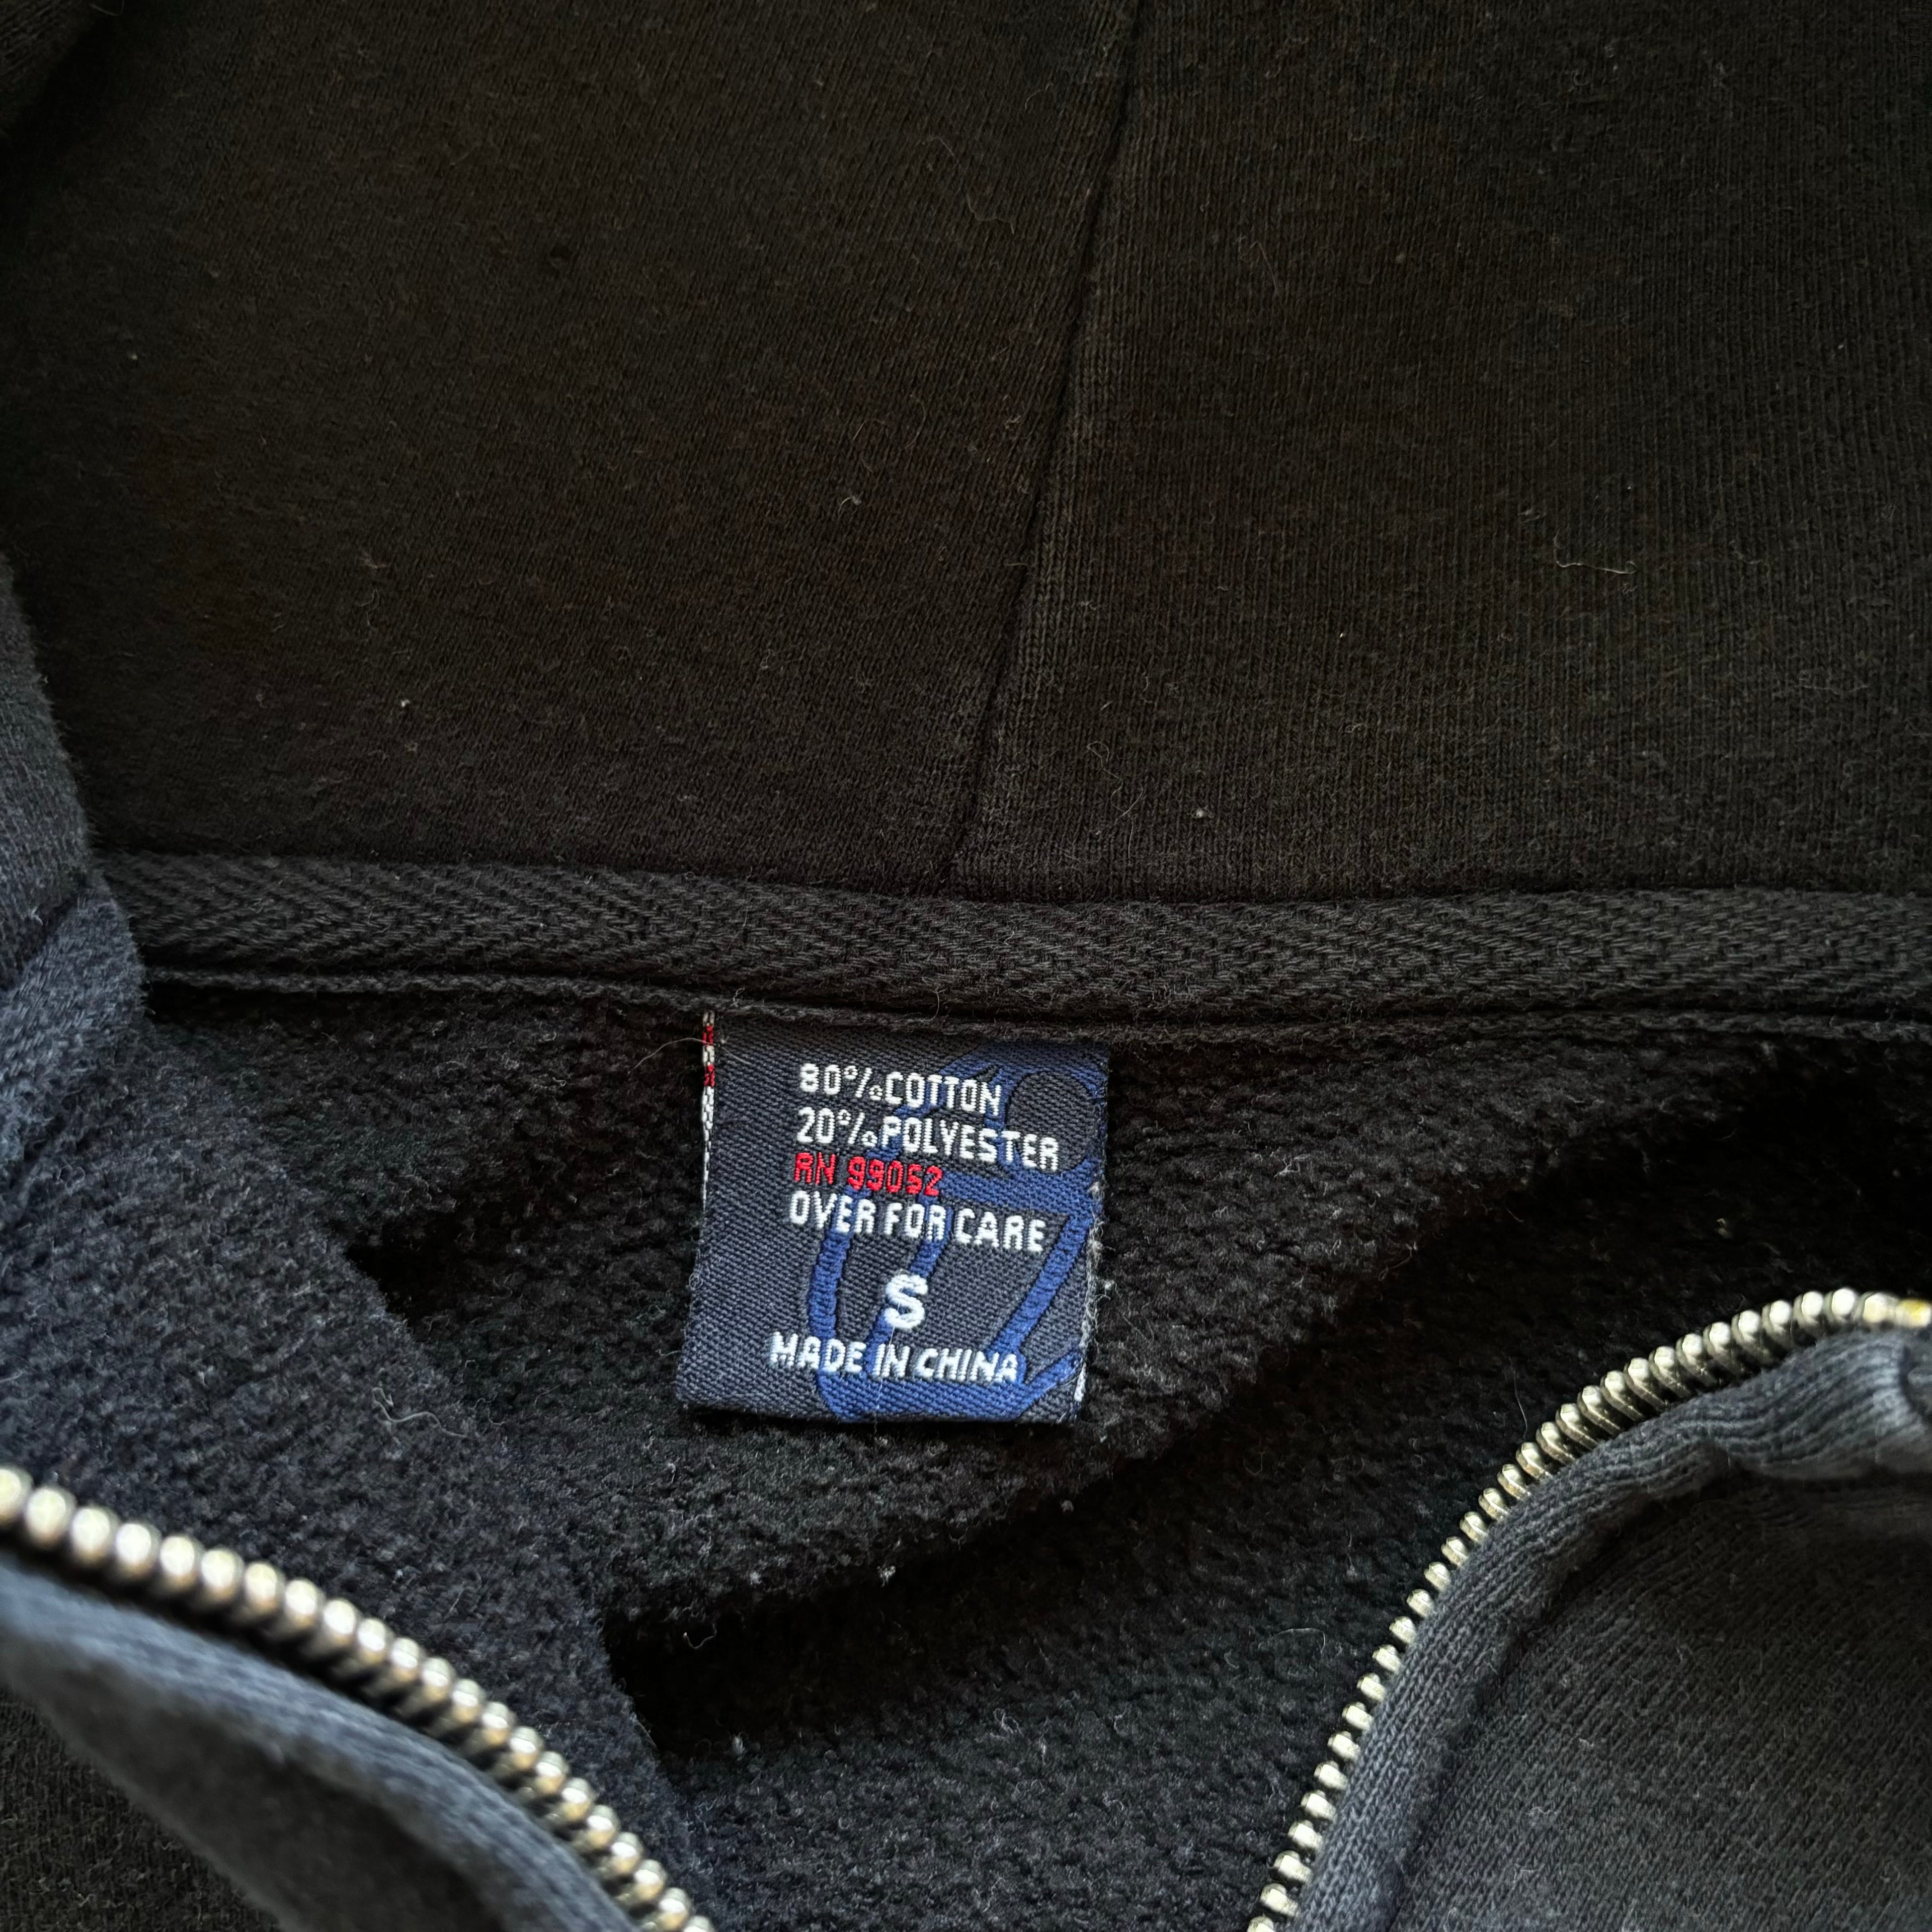 80%COTTON
20%POLYESTER
RN 99052
OVER FOR CARE
S
MADE IN CHINA